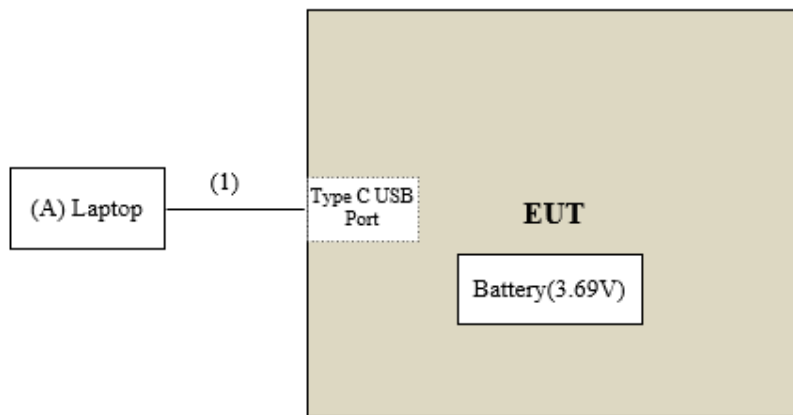 (1)
(A) Laptop
Type C USB
Port
EUT
Battery(3.69V)